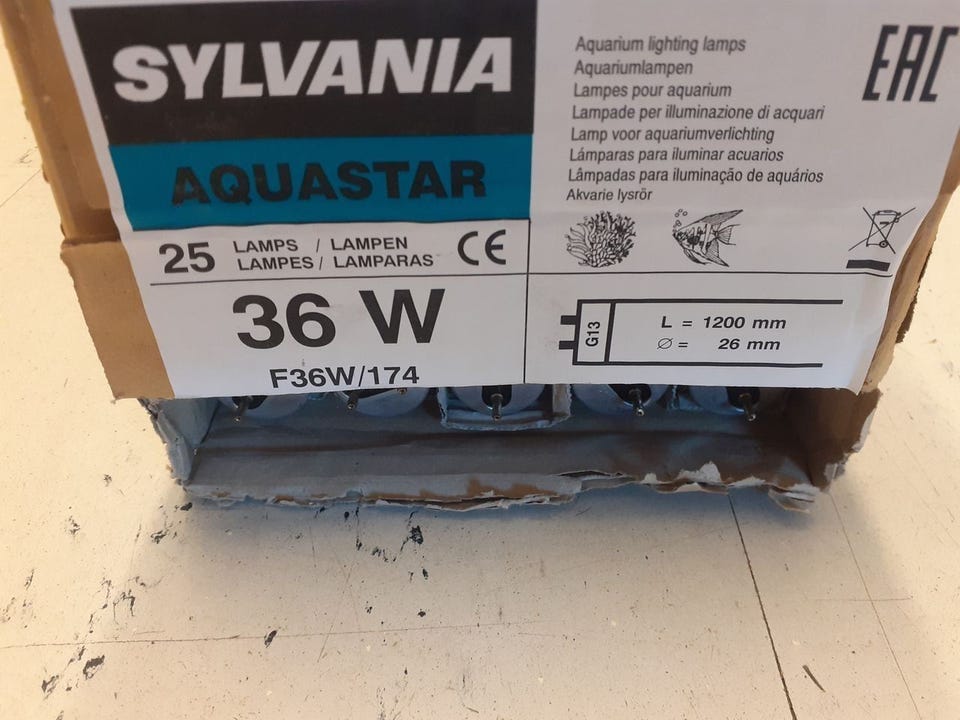 SYLVANIA
AQUASTAR
25 LAMPS / LAMPEN
LAMPES / LAMPARAS
CE
36 W
F36W/174
Aquarium lighting lamps
Aquariumlampen
Lampes pour aquarium
Lampade per illuminazione di acquari
Lamp voor aquariumverlichting
Lámparas para iluminar acuarios
Lâmpadas para iluminação de aquários
Akvarie lysrör
EAC
G13
L = 1200 mm
∅ = 26 mm